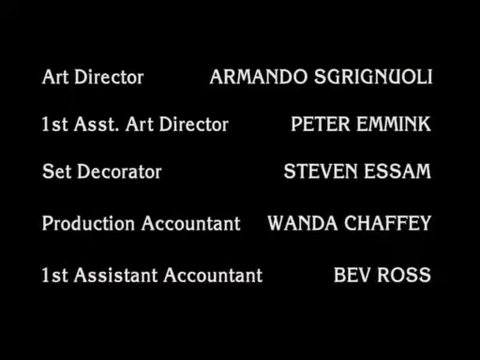 Art Director ARMANDO SGRIGNUOLI
1st Asst. Art Director PETER EMMINK
Set Decorator STEVEN ESSAM
Production Accountant WANDA CHAFFEY
1st Assistant Accountant BEV ROSS